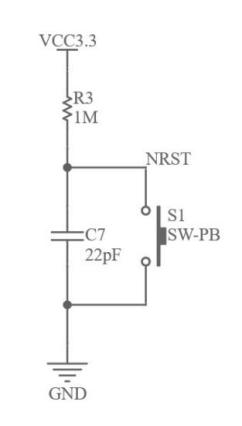 VCC3.3
R3
1M
NRST
S1
SW-PB
C7
22pF
GND